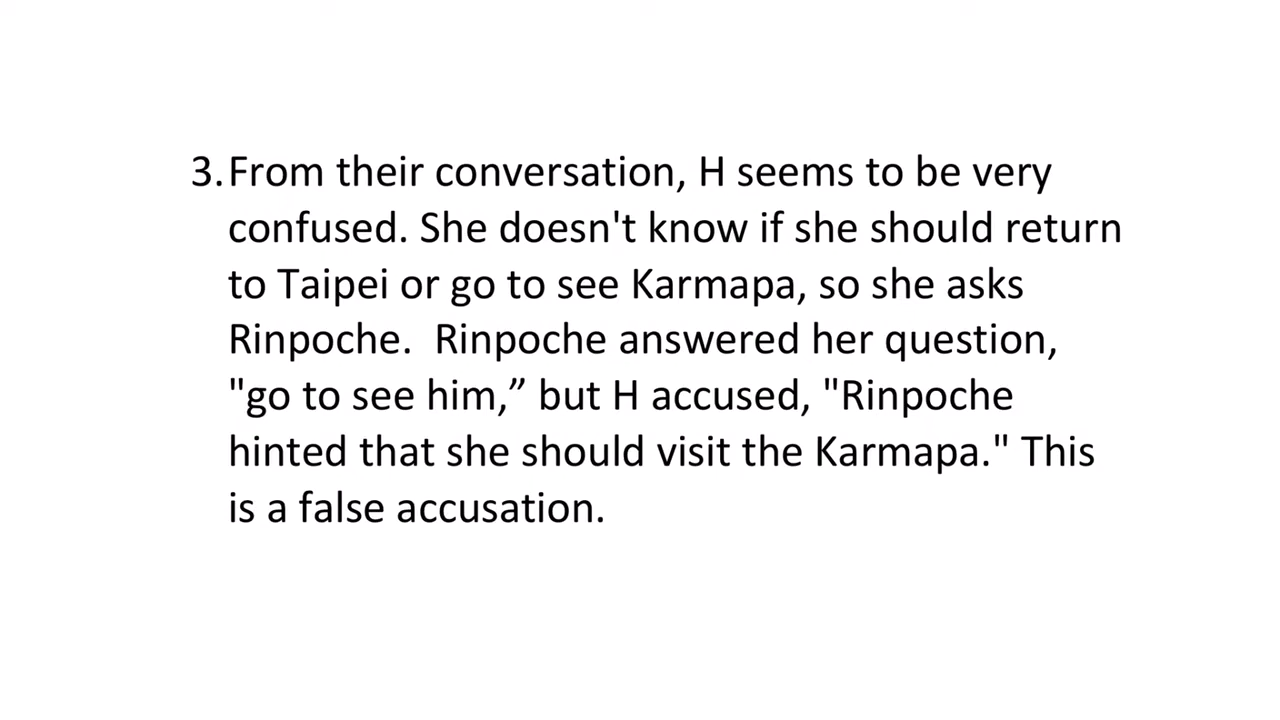 3. From their conversation, H seems to be very
confused. She doesn't know if she should return
to Taipei or go to see Karmapa, so she asks
Rinpoche.  Rinpoche answered her question,
"go to see him,” but H accused, "Rinpoche
hinted that she should visit the Karmapa." This
is a false accusation.